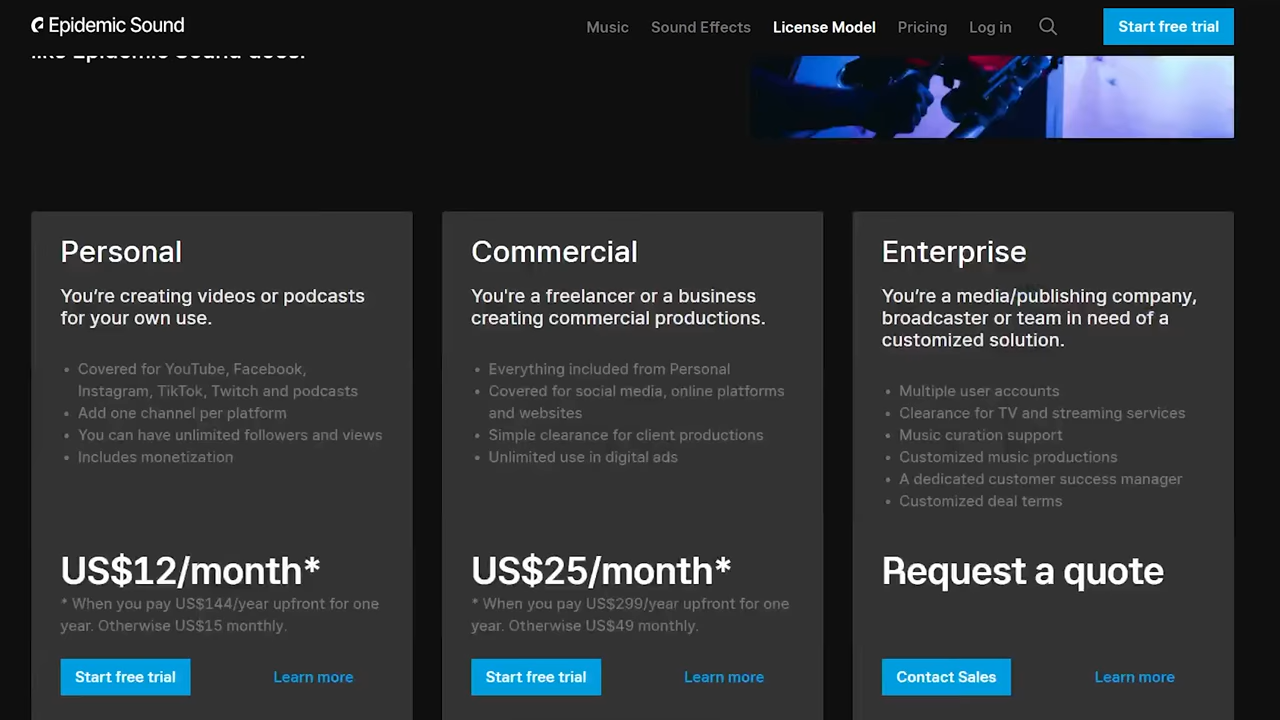 Epidemic Sound
Music
Sound Effects
License Model
Pricing
Log in
Start free trial
like Epidemic Sound does.
Personal
You’re creating videos or podcasts
for your own use.
• Covered for YouTube, Facebook,
Instagram, TikTok, Twitch and podcasts
• Add one channel per platform
• You can have unlimited followers and views
• Includes monetization
US$12/month*
* When you pay US$144/year upfront for one
year. Otherwise US$15 monthly.
Start free trial
Learn more
Commercial
You're a freelancer or a business
creating commercial productions.
• Everything included from Personal
• Covered for social media, online platforms
and websites
• Simple clearance for client productions
• Unlimited use in digital ads
US$25/month*
* When you pay US$299/year upfront for one
year. Otherwise US$49 monthly.
Start free trial
Learn more
Enterprise
You’re a media/publishing company,
broadcaster or team in need of a
customized solution.
• Multiple user accounts
• Clearance for TV and streaming services
• Music curation support
• Customized music productions
• A dedicated customer success manager
• Customized deal terms
Request a quote
Contact Sales
Learn more